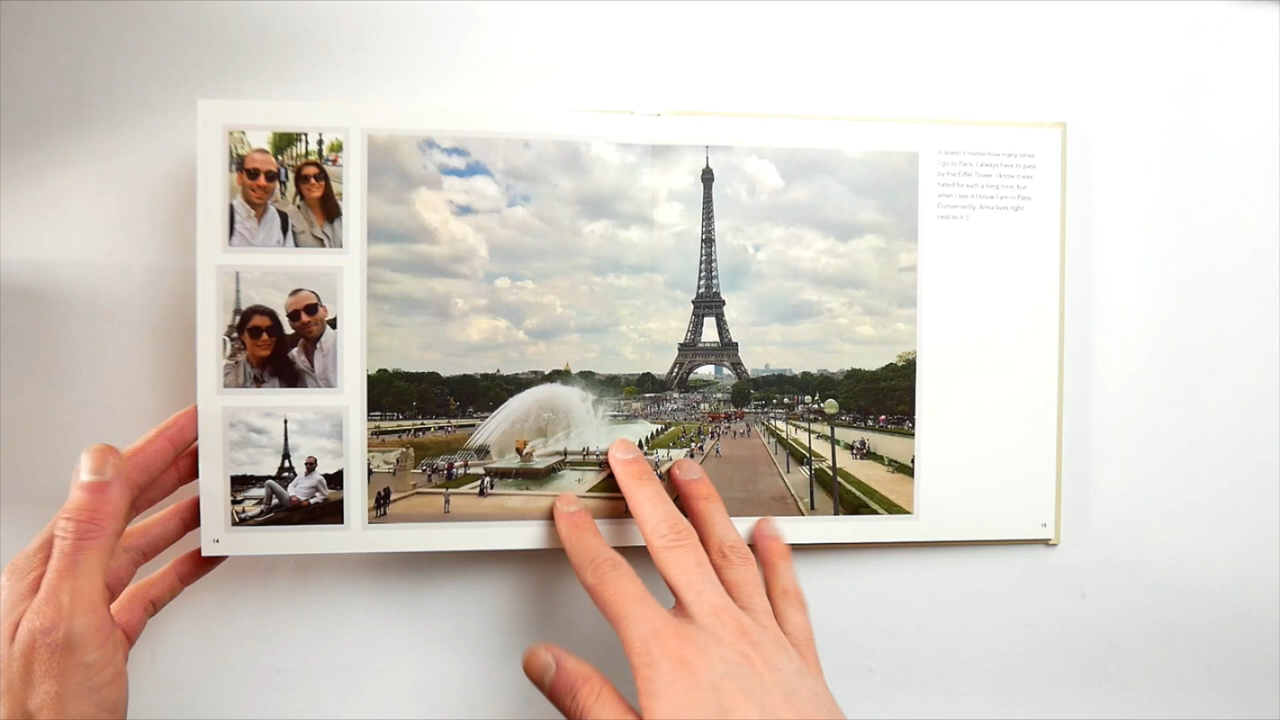 It doesn't matter how many times
I go to Paris, I always have to pass
by the Eiffel Tower. I know it was
hated for such a long time, but
when I see it I know I am in Paris.
Conveniently, Alma lives right
next to it :)
14
15